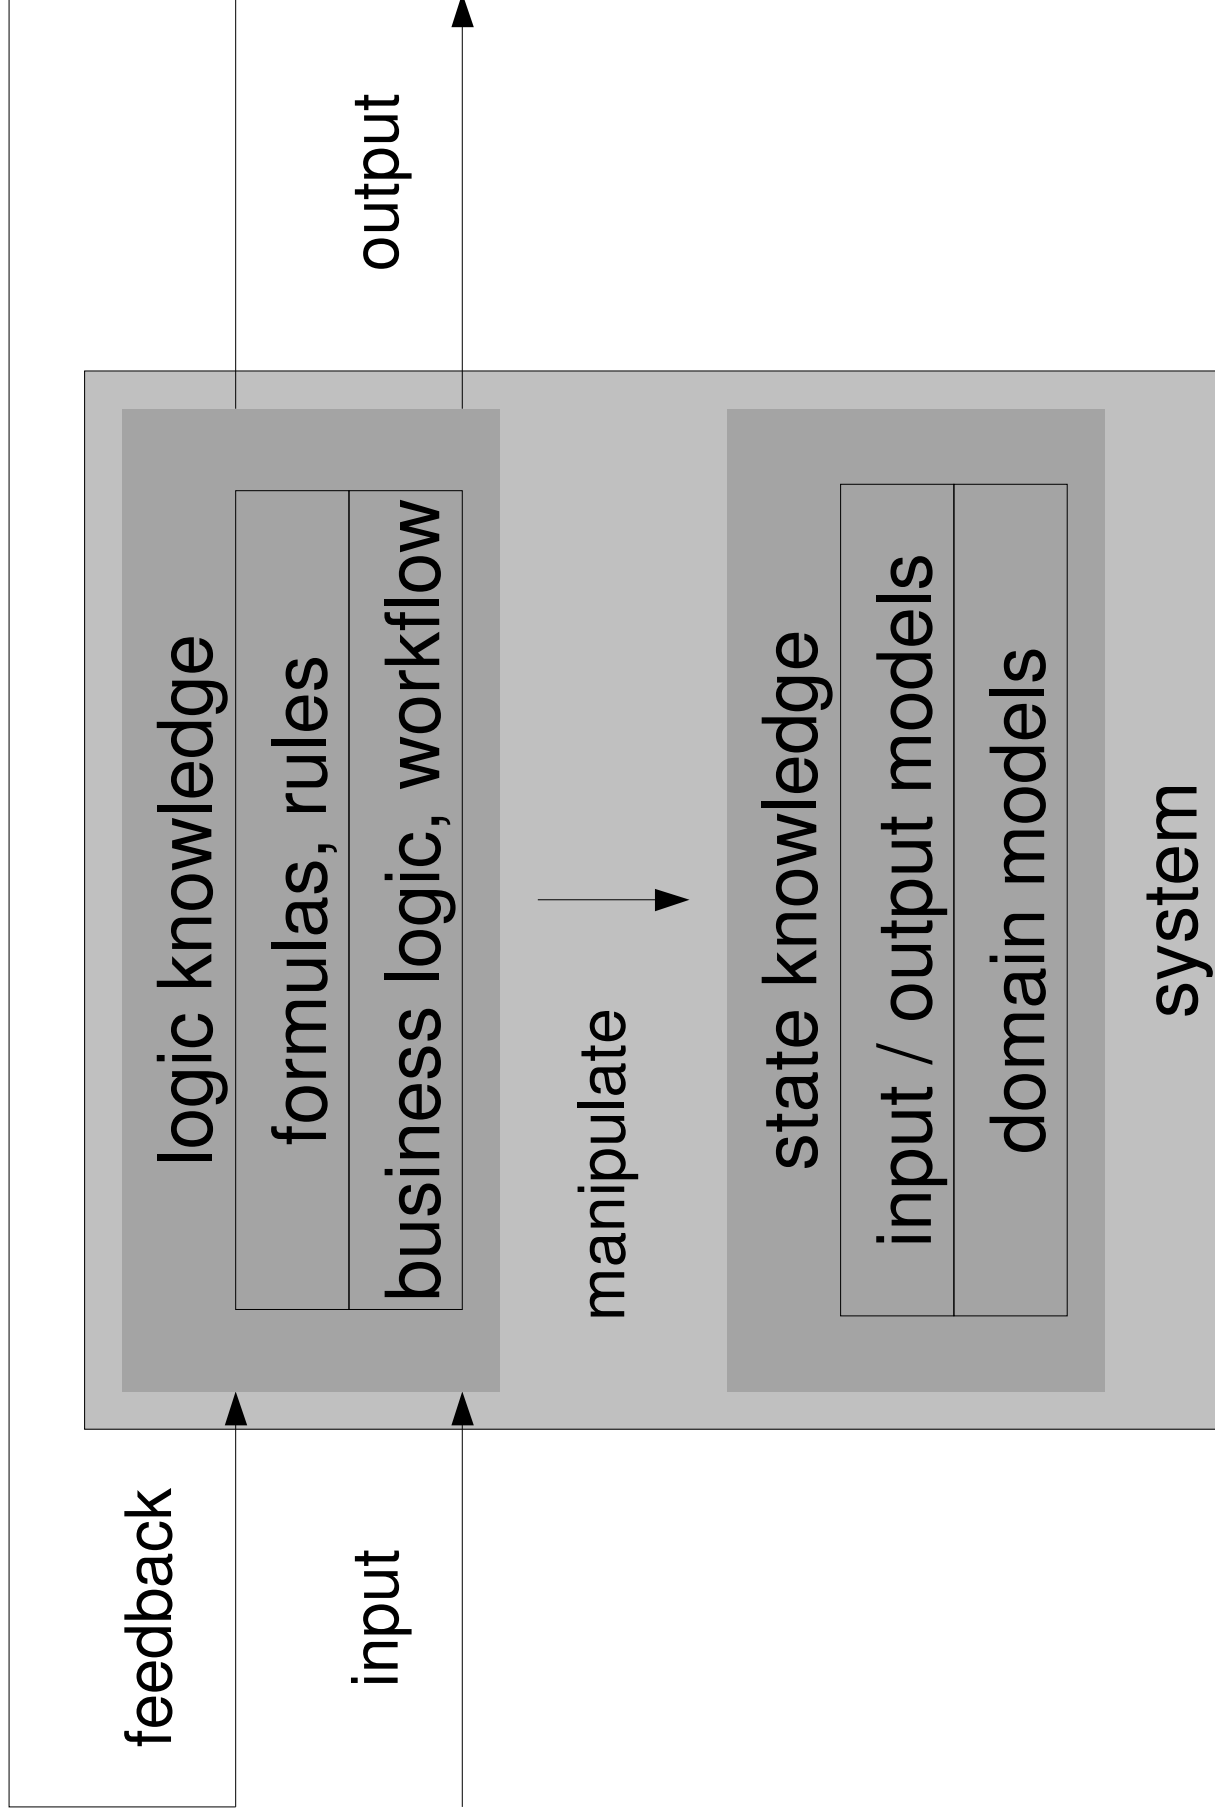 feedback
logic knowledge
formulas, rules
input
business logic, workflow
output
manipulate
state knowledge
input / output models
domain models
system